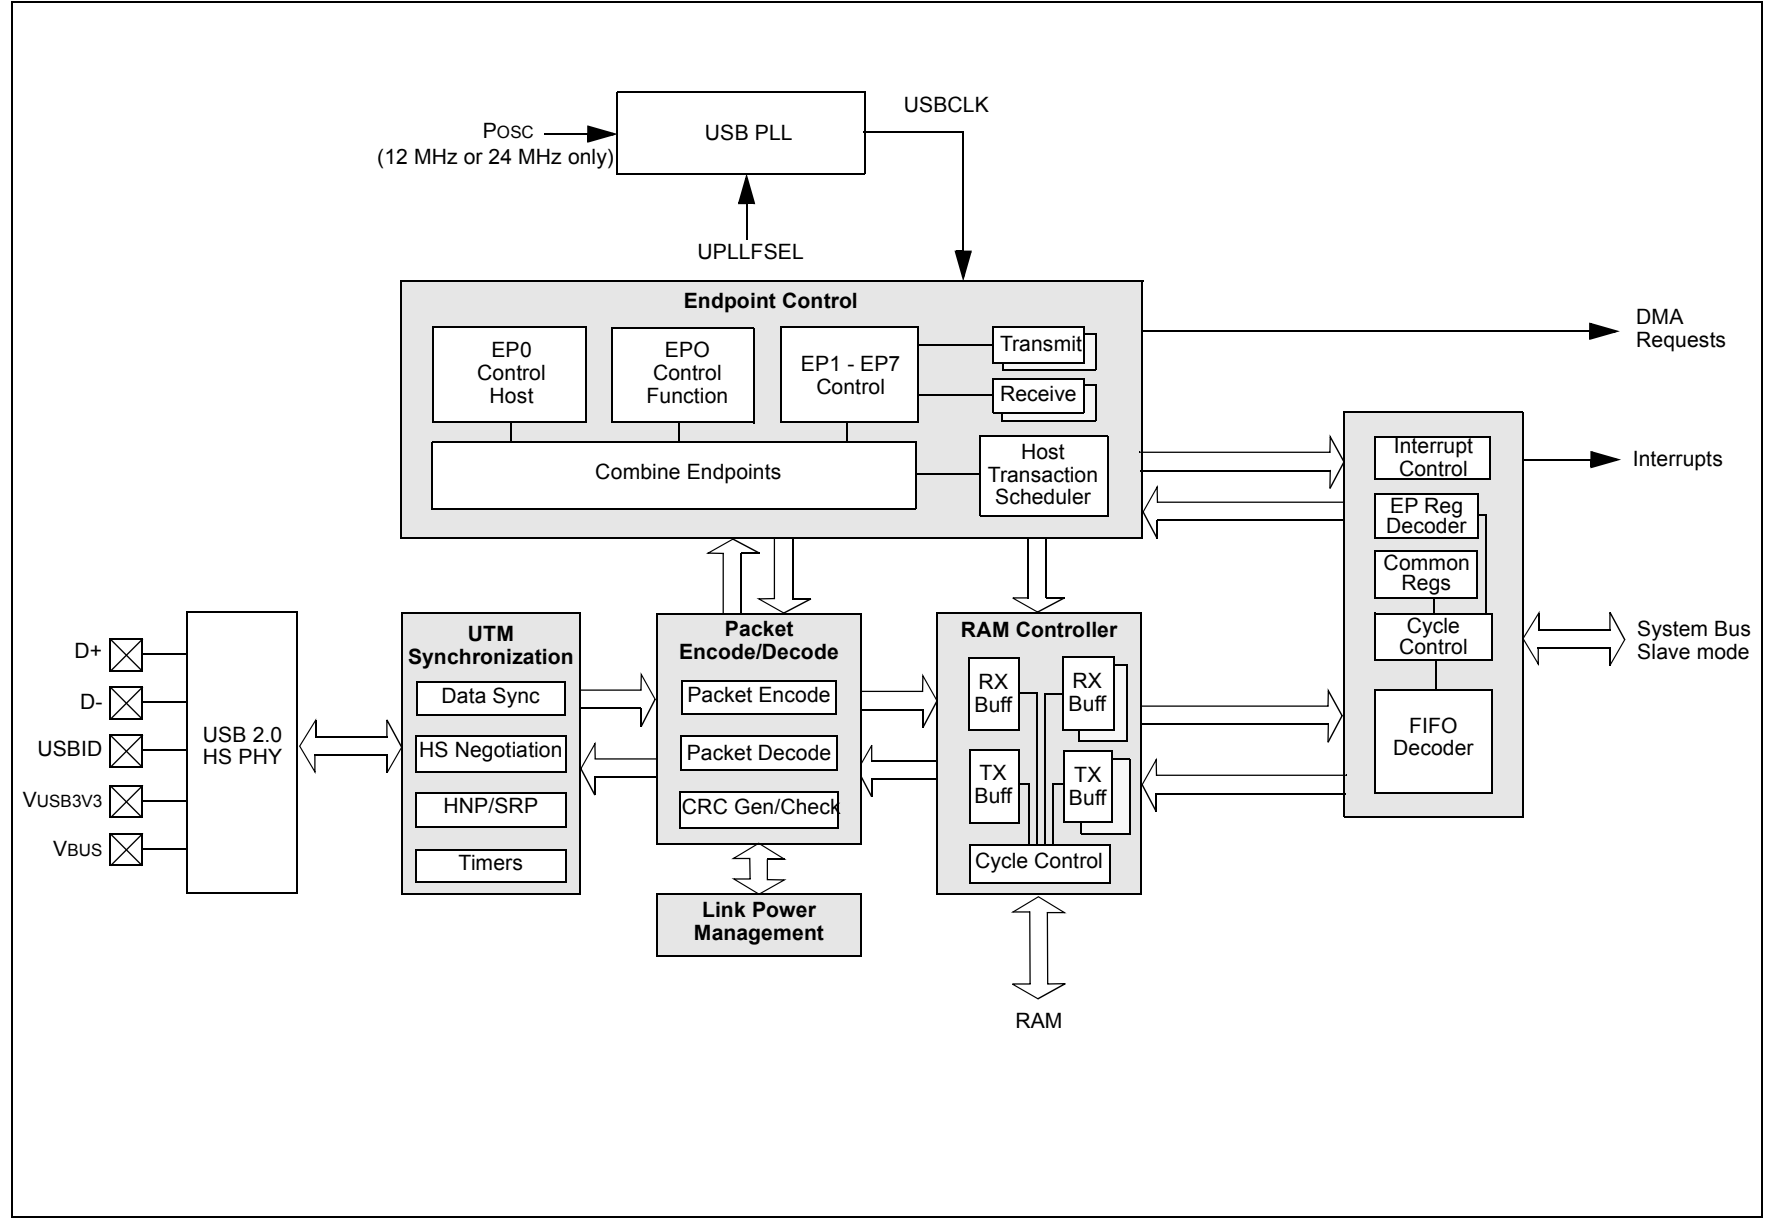 USBCLK
POSC
(12 MHz or 24 MHz only)
USB PLL
UPLLFSEL
Endpoint Control
EP0
Control
Host
EPO
Control
Function
EP1 - EP7
Control
Transmit
Receive
Combine Endpoints
Host
Transaction
Scheduler
DMA
Requests
Interrupt
Control
Interrupts
EP Reg
Decoder
Common
Regs
Cycle
Control
FIFO
Decoder
System Bus
Slave mode
D+
D-
USBID
VUSB3V3
VBUS
USB 2.0
HS PHY
UTM
Synchronization
Data Sync
HS Negotiation
HNP/SRP
Timers
Packet
Encode/Decode
Packet Encode
Packet Decode
CRC Gen/Check
Link Power
Management
RAM Controller
RX
Buff
RX
Buff
TX
Buff
TX
Buff
Cycle Control
RAM